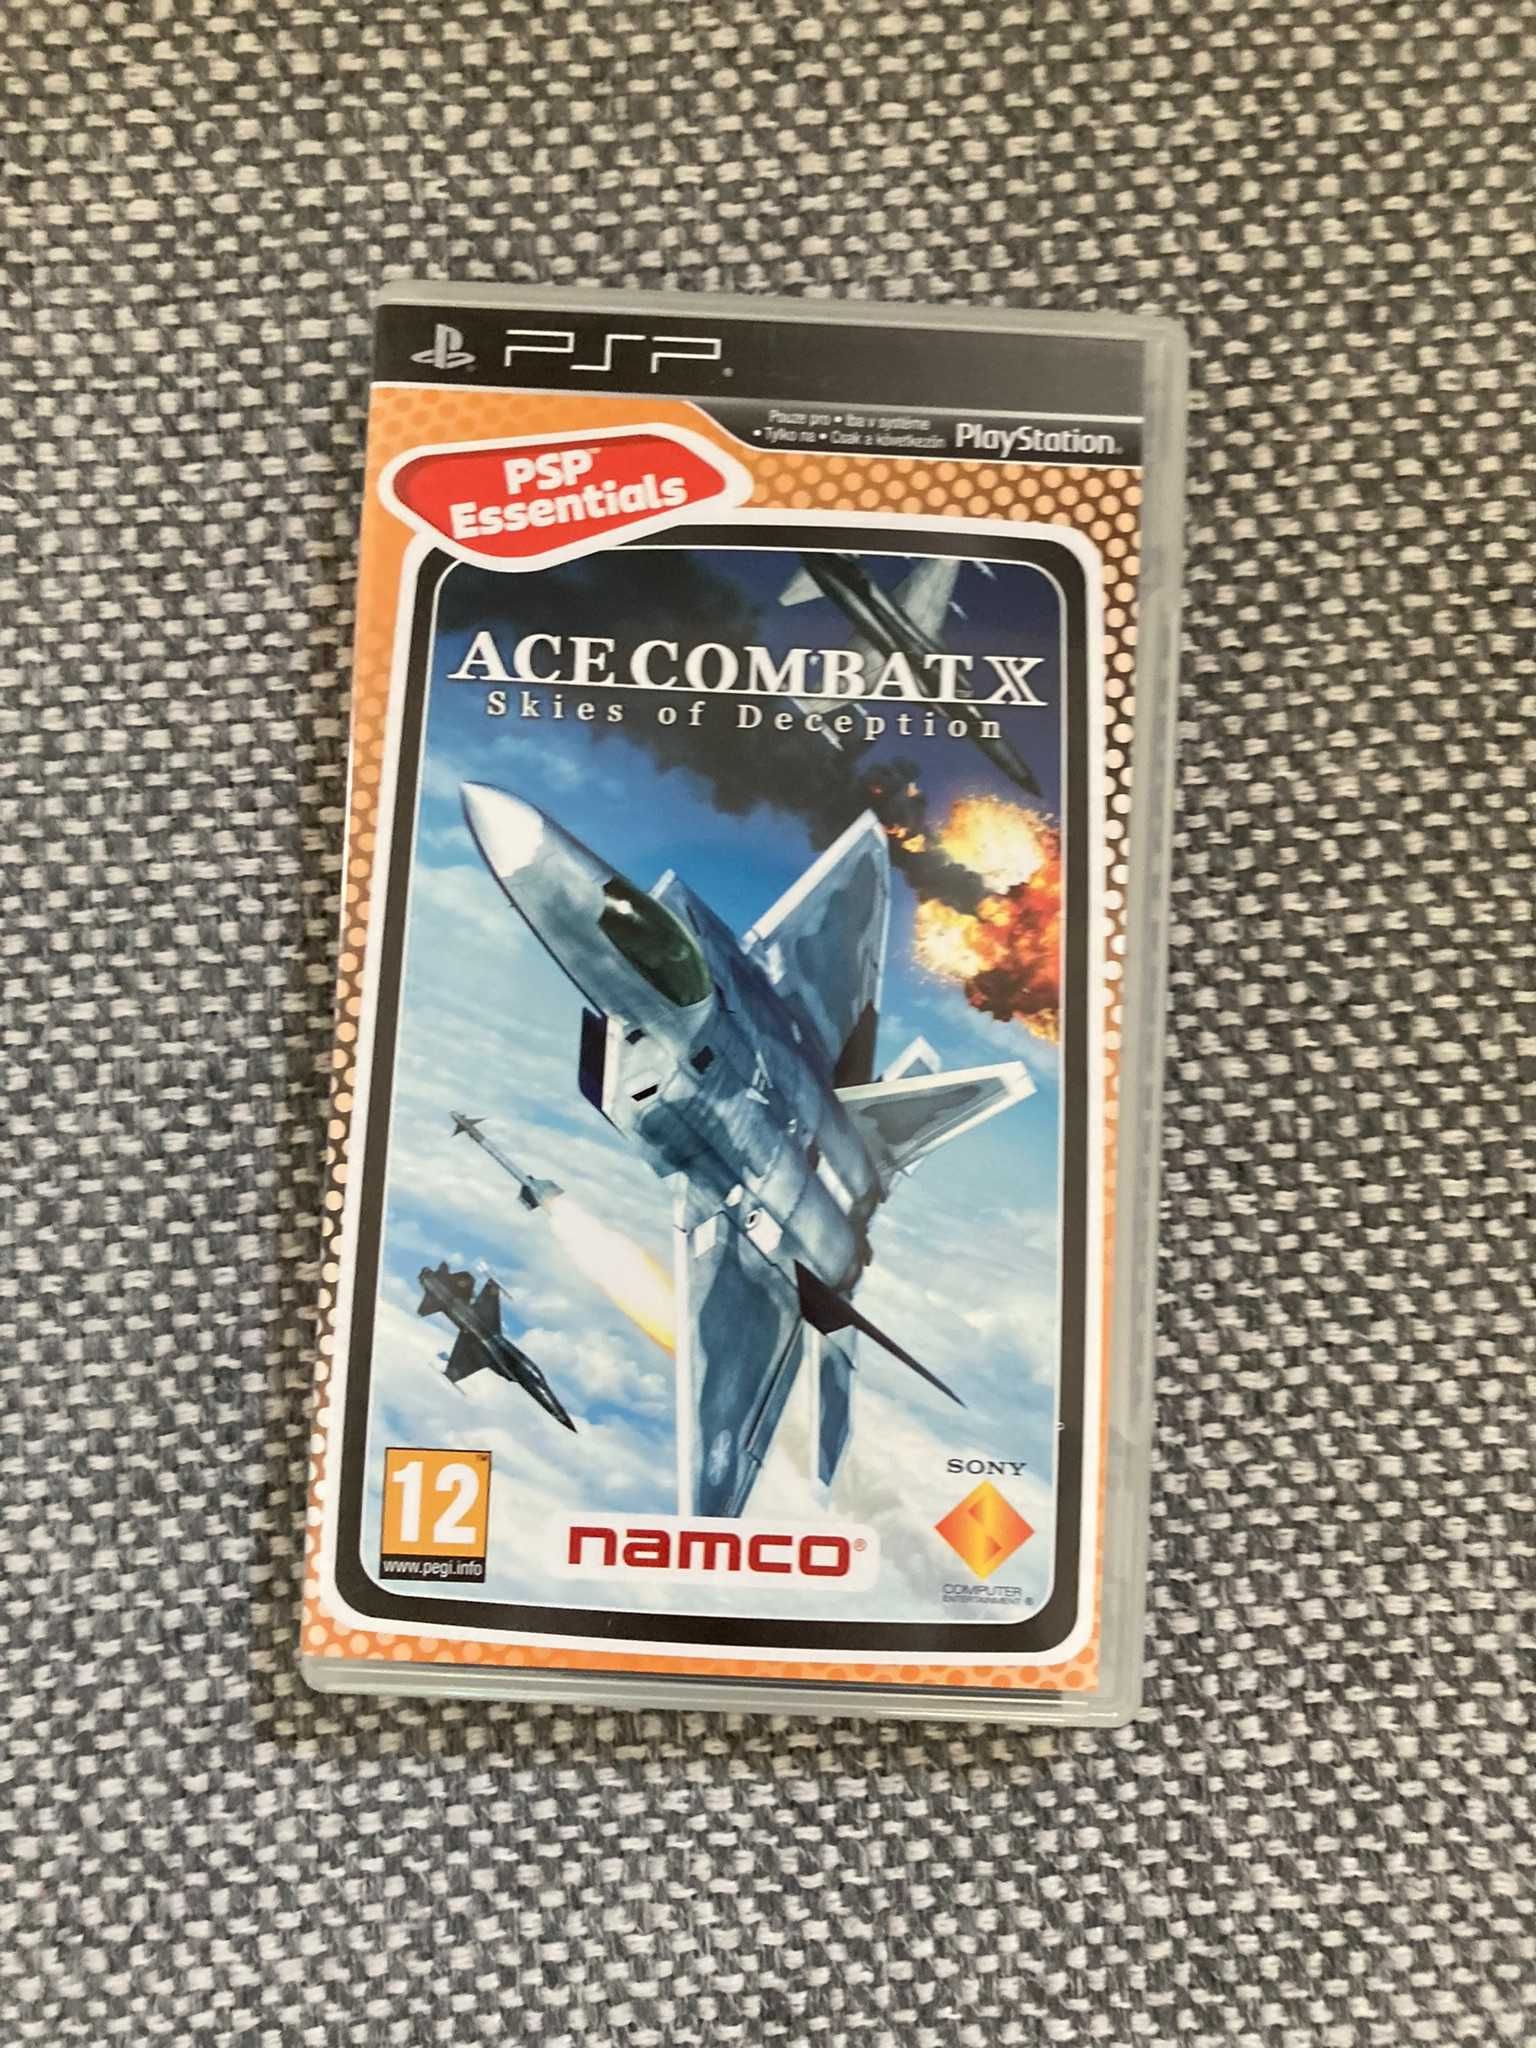 PSP
Pouze pro • Iba v systéme
• Tylko na • Csak a következőn
PlayStation
PSP™
Essentials
ACE COMBAT X
Skies of Deception
12
www.pegi.info
namco®
SONY
COMPUTER
ENTERTAINMENT ®